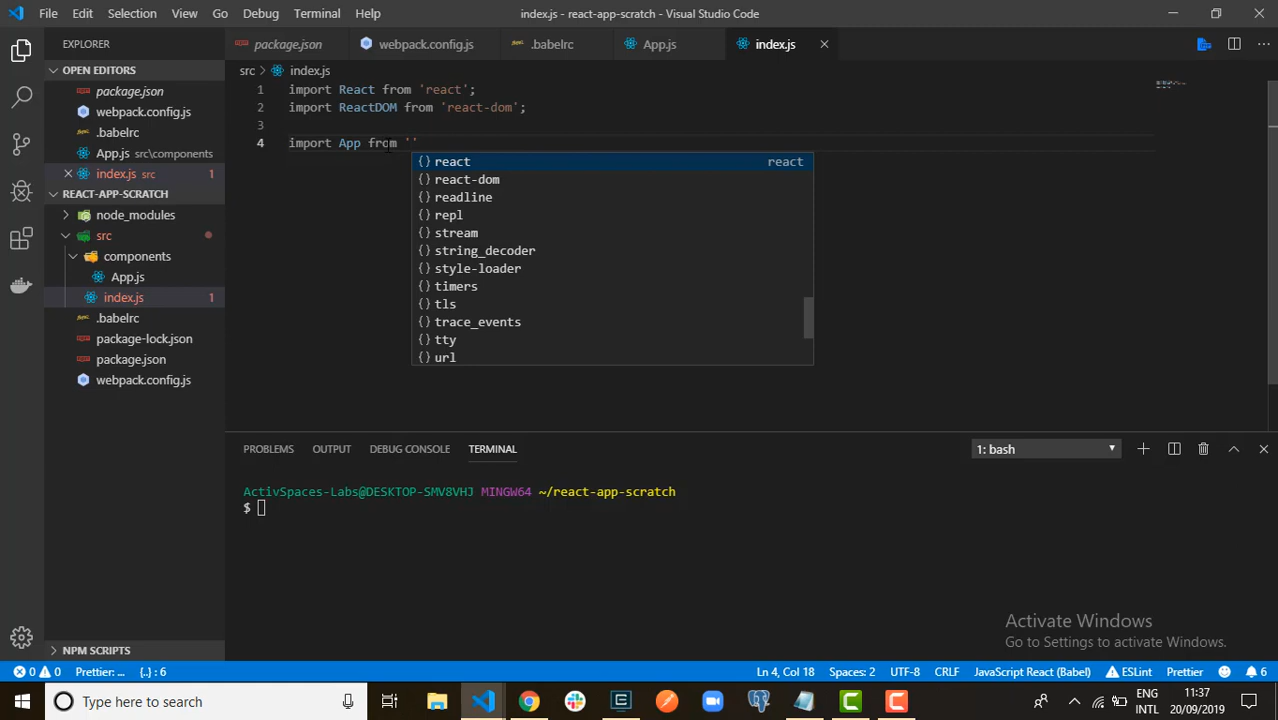 File Edit Selection View Go Debug Terminal Help index.js - react-app-scratch - Visual Studio Code
EXPLORER
package.json webpack.config.js .babelrc App.js index.js
OPEN EDITORS
package.json
webpack.config.js
.babelrc
App.js src\components
index.js src 1
REACT-APP-SCRATCH
node_modules
src
components
App.js
index.js 1
.babelrc
package-lock.json
package.json
webpack.config.js
NPM SCRIPTS
src index.js
1 import React from 'react';
2 import ReactDOM from 'react-dom';
3
4 import App from ''
{} react react
{} react-dom
{} readline
{} repl
{} stream
{} string_decoder
{} style-loader
{} timers
{} tls
{} trace_events
{} tty
{} url
PROBLEMS OUTPUT DEBUG CONSOLE TERMINAL 1: bash
ActivSpaces-Labs@DESKTOP-SMV8VHJ MINGW64 ~/react-app-scratch
$
Activate Windows
Go to Settings to activate Windows.
0 0 Prettier: {..} : 6 Ln 4, Col 18 Spaces: 2 UTF-8 CRLF JavaScript React (Babel) ESLint Prettier 6
Type here to search
ENG 11:37
INTL 20/09/2019